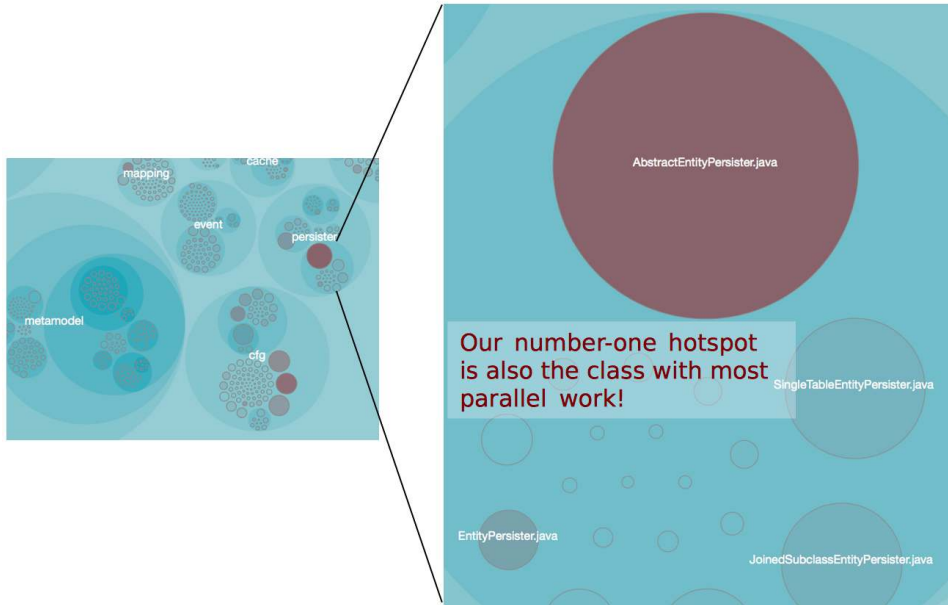 cache
mapping
event
persister
metamodel
cfg
AbstractEntityPersister.java
Our number-one hotspot
is also the class with most
parallel work!
SingleTableEntityPersister.java
EntityPersister.java
JoinedSubclassEntityPersister.java